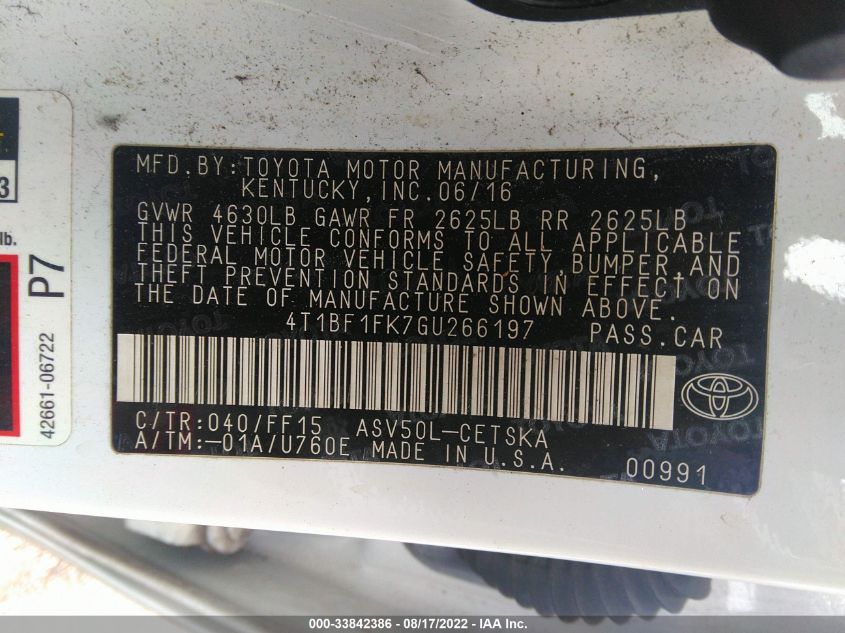 MFD.BY:TOYOTA MOTOR MANUFACTURING,
KENTUCKY,INC.06/16
GVWR 4630LB GAWR FR 2625LB RR 2625LB
THIS VEHICLE CONFORMS TO ALL APPLICABLE
FEDERAL MOTOR VEHICLE SAFETY,BUMPER,AND
THEFT PREVENTION STANDARDS IN EFFECT ON
THE DATE OF MANUFACTURE SHOWN ABOVE.
4T1BF1FK7GU266197 PASS.CAR
C/TR:040/FF15 ASV50L-CETSKA
A/TM:-01A/U760E MADE IN U.S.A.
00991
3
lb.
P7
42661-06722
000-33842386 - 08/17/2022 - IAA Inc.